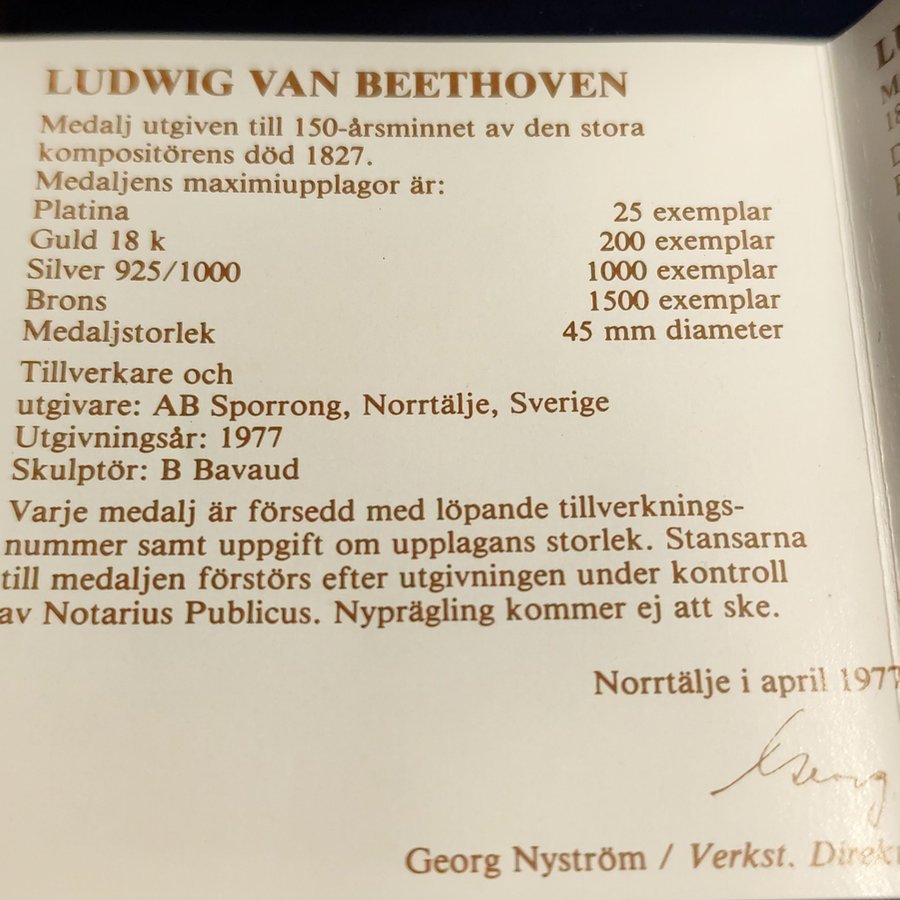 LUDWIG VAN BEETHOVEN
Medalj utgiven till 150-årsminnet av den stora
kompositörens död 1827.
Medaljens maximiupplagor är:
Platina 25 exemplar
Guld 18 k 200 exemplar
Silver 925/1000 1000 exemplar
Brons 1500 exemplar
Medaljstorlek 45 mm diameter
Tillverkare och
utgivare: AB Sporrong, Norrtälje, Sverige
Utgivningsår: 1977
Skulptör: B Bavaud
Varje medalj är försedd med löpande tillverknings-
nummer samt uppgift om upplagans storlek. Stansarna
till medaljen förstörs efter utgivningen under kontroll
av Notarius Publicus. Nyprägling kommer ej att ske.
Norrtälje i april 1977
Georg
Georg Nyström / Verkst. Direk